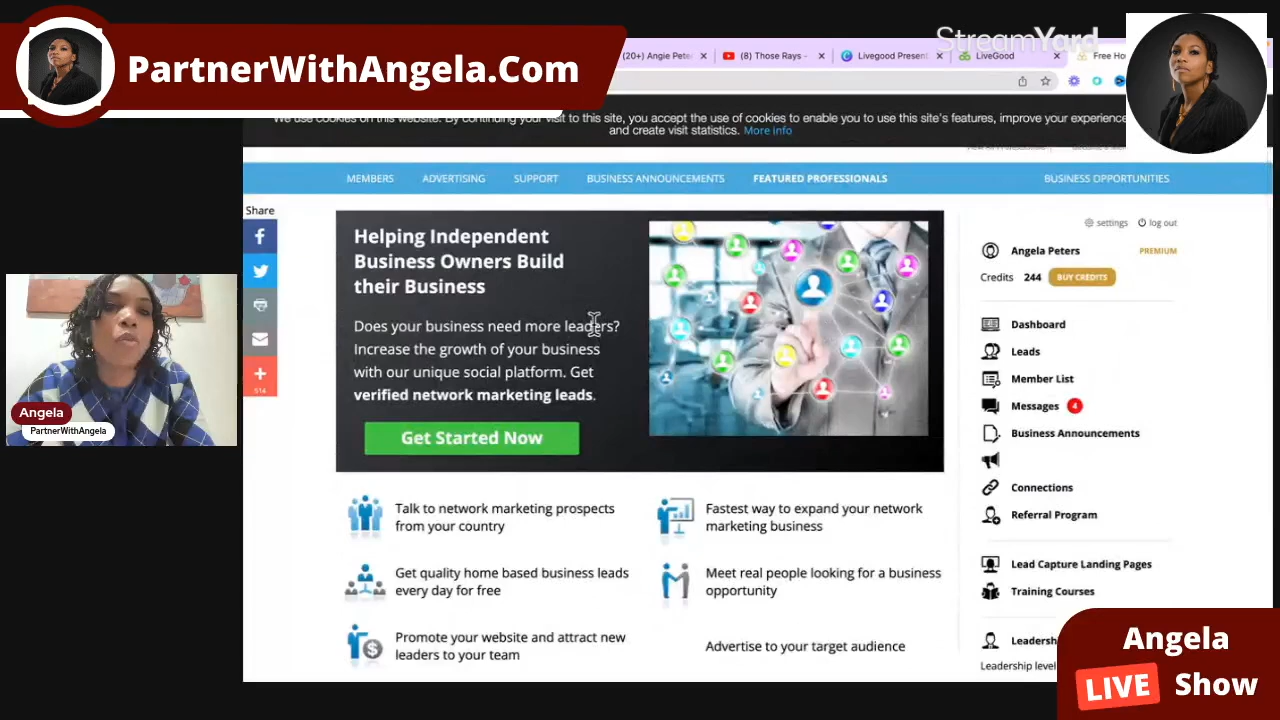 PartnerWithAngela.Com
StreamYard
(20+) Angie Peter
(8) Those Rays -
Livegood Present
LiveGood
Free Ho
We use cookies on this website. By continuing your visit to this site, you accept the use of cookies to enable you to use this site's features, improve your experience
and create visit statistics. More info
MEMBERS
ADVERTISING
SUPPORT
BUSINESS ANNOUNCEMENTS
FEATURED PROFESSIONALS
BUSINESS OPPORTUNITIES
Share
514
Helping Independent
Business Owners Build
their Business
Does your business need more leaders?
Increase the growth of your business
with our unique social platform. Get
verified network marketing leads.
Get Started Now
Talk to network marketing prospects
from your country
Fastest way to expand your network
marketing business
Get quality home based business leads
every day for free
Meet real people looking for a business
opportunity
Promote your website and attract new
leaders to your team
Advertise to your target audience
settings
log out
Angela Peters
PREMIUM
Credits 244 BUY CREDITS
Dashboard
Leads
Member List
Messages 4
Business Announcements
Connections
Referral Program
Lead Capture Landing Pages
Training Courses
Leadersh
Leadership level
Angela
PartnerWithAngela
Angela
LIVE Show